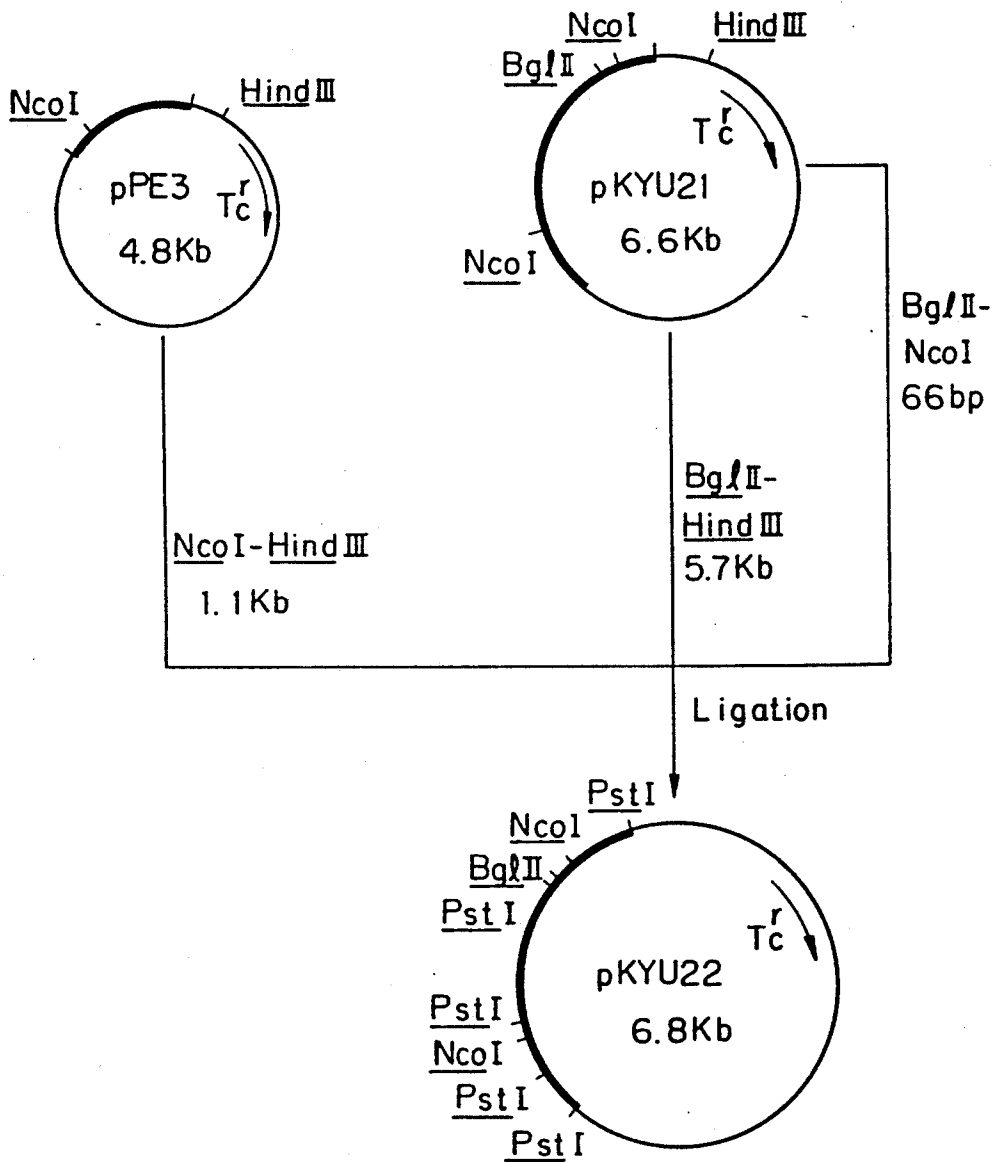 NcoI
HindIII
Tcʳ
pPE3
4.8Kb
NcoI
HindIII
BglII
Tcʳ
pKYU21
6.6Kb
NcoI
BglII-
NcoI
66bp
BglII-
HindIII
5.7Kb
NcoI-HindIII
1.1Kb
Ligation
PstI
NcoI
BglII
PstI
Tcʳ
pKYU22
6.8Kb
PstI
NcoI
PstI
PstI